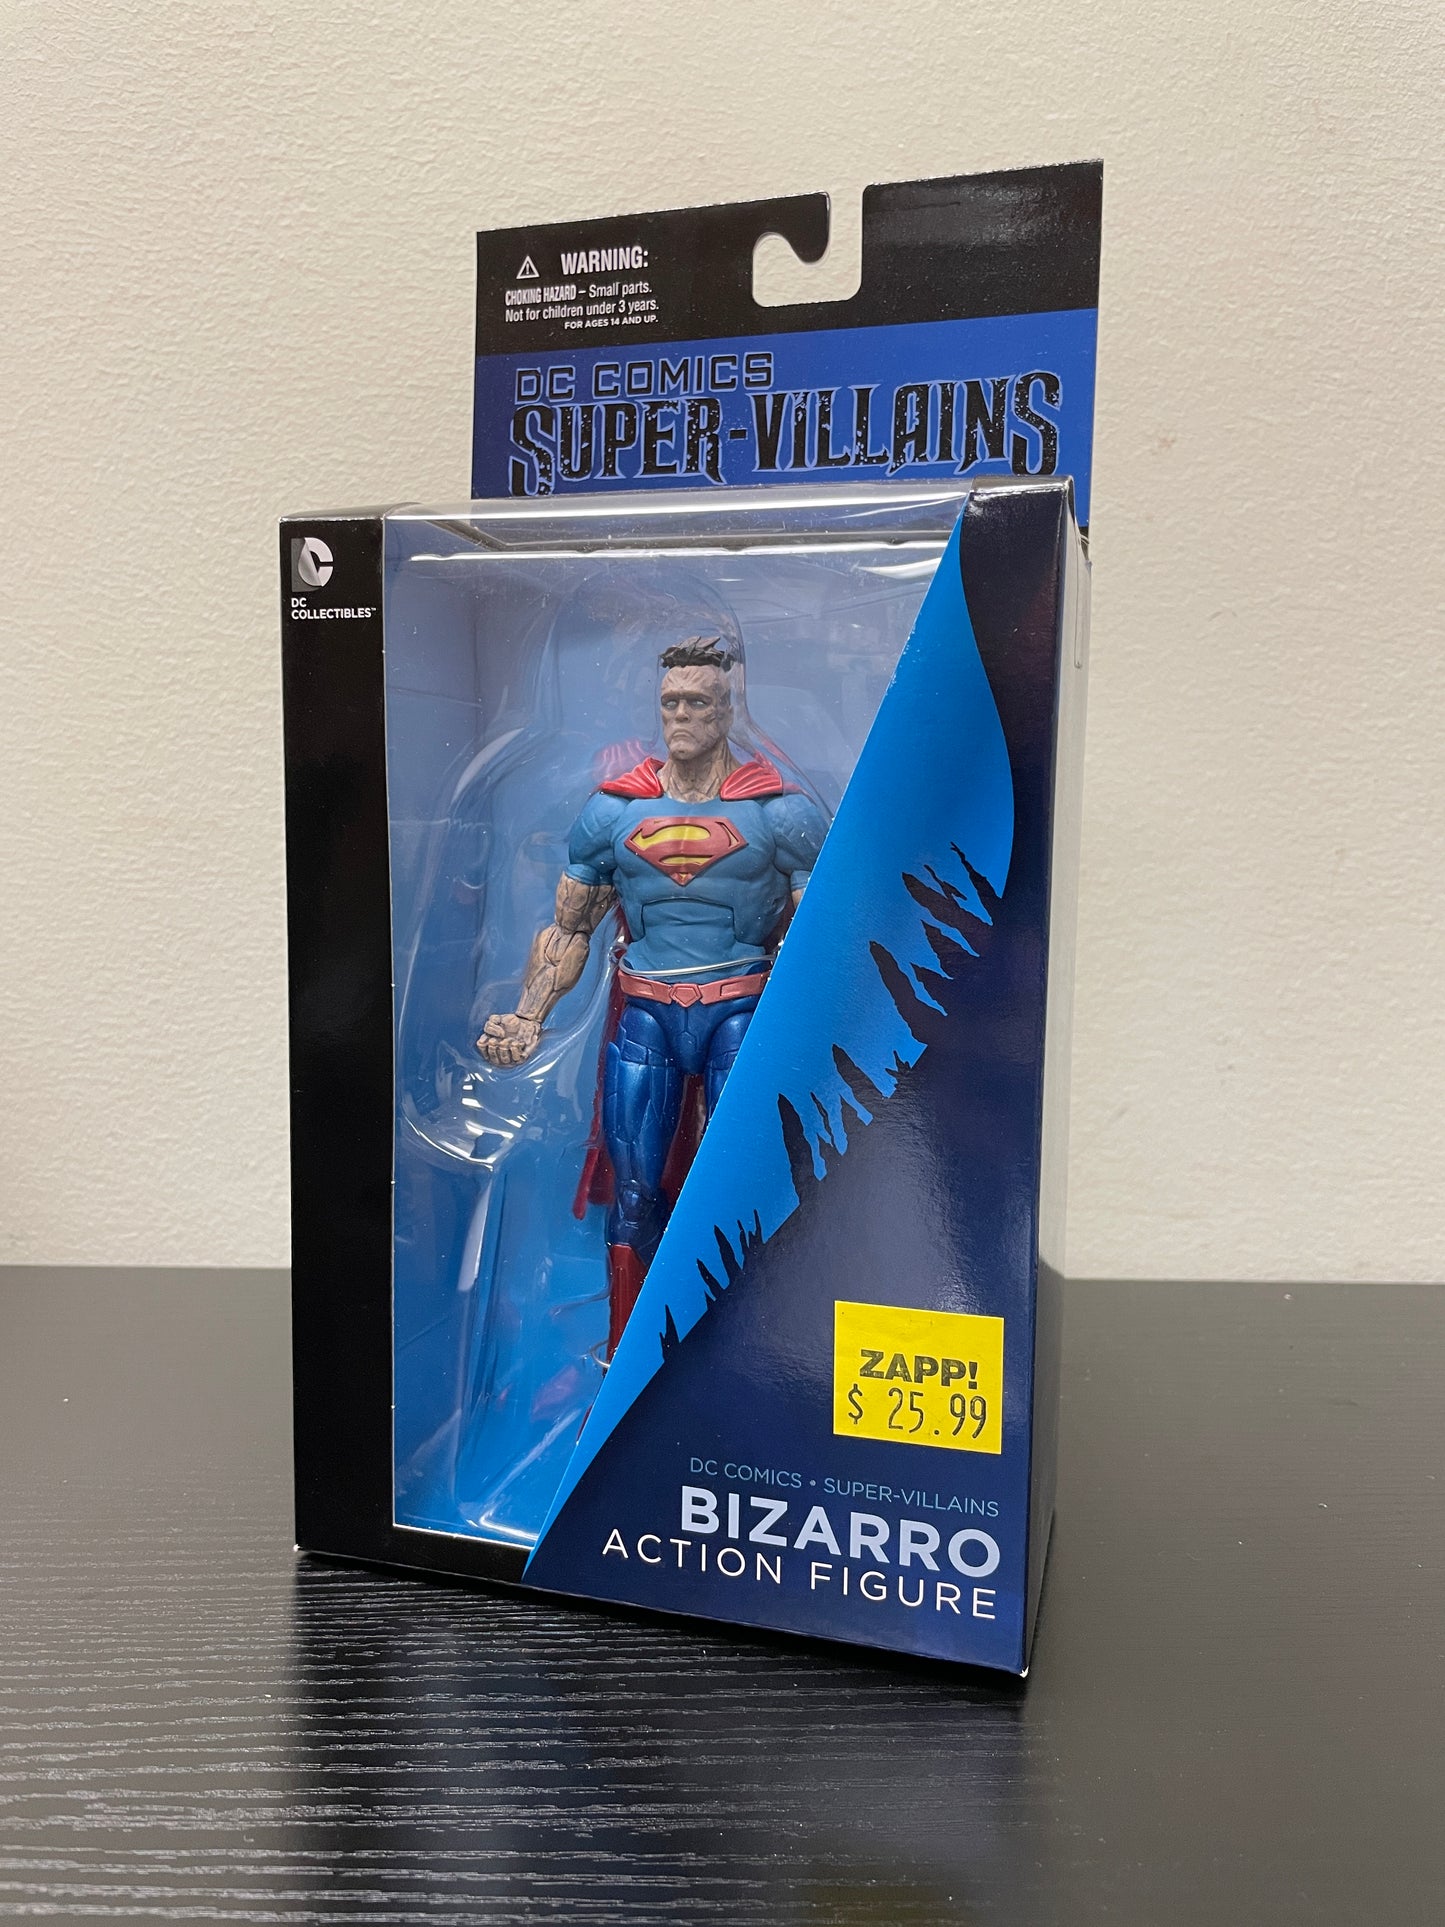 WARNING:
CHOKING HAZARD – Small parts.
Not for children under 3 years.
FOR AGES 14 AND UP.
DC COMICS
SUPER-VILLAINS
DC
COLLECTIBLES™
ZAPP!
$ 25.99
DC COMICS • SUPER-VILLAINS
BIZARRO
ACTION FIGURE